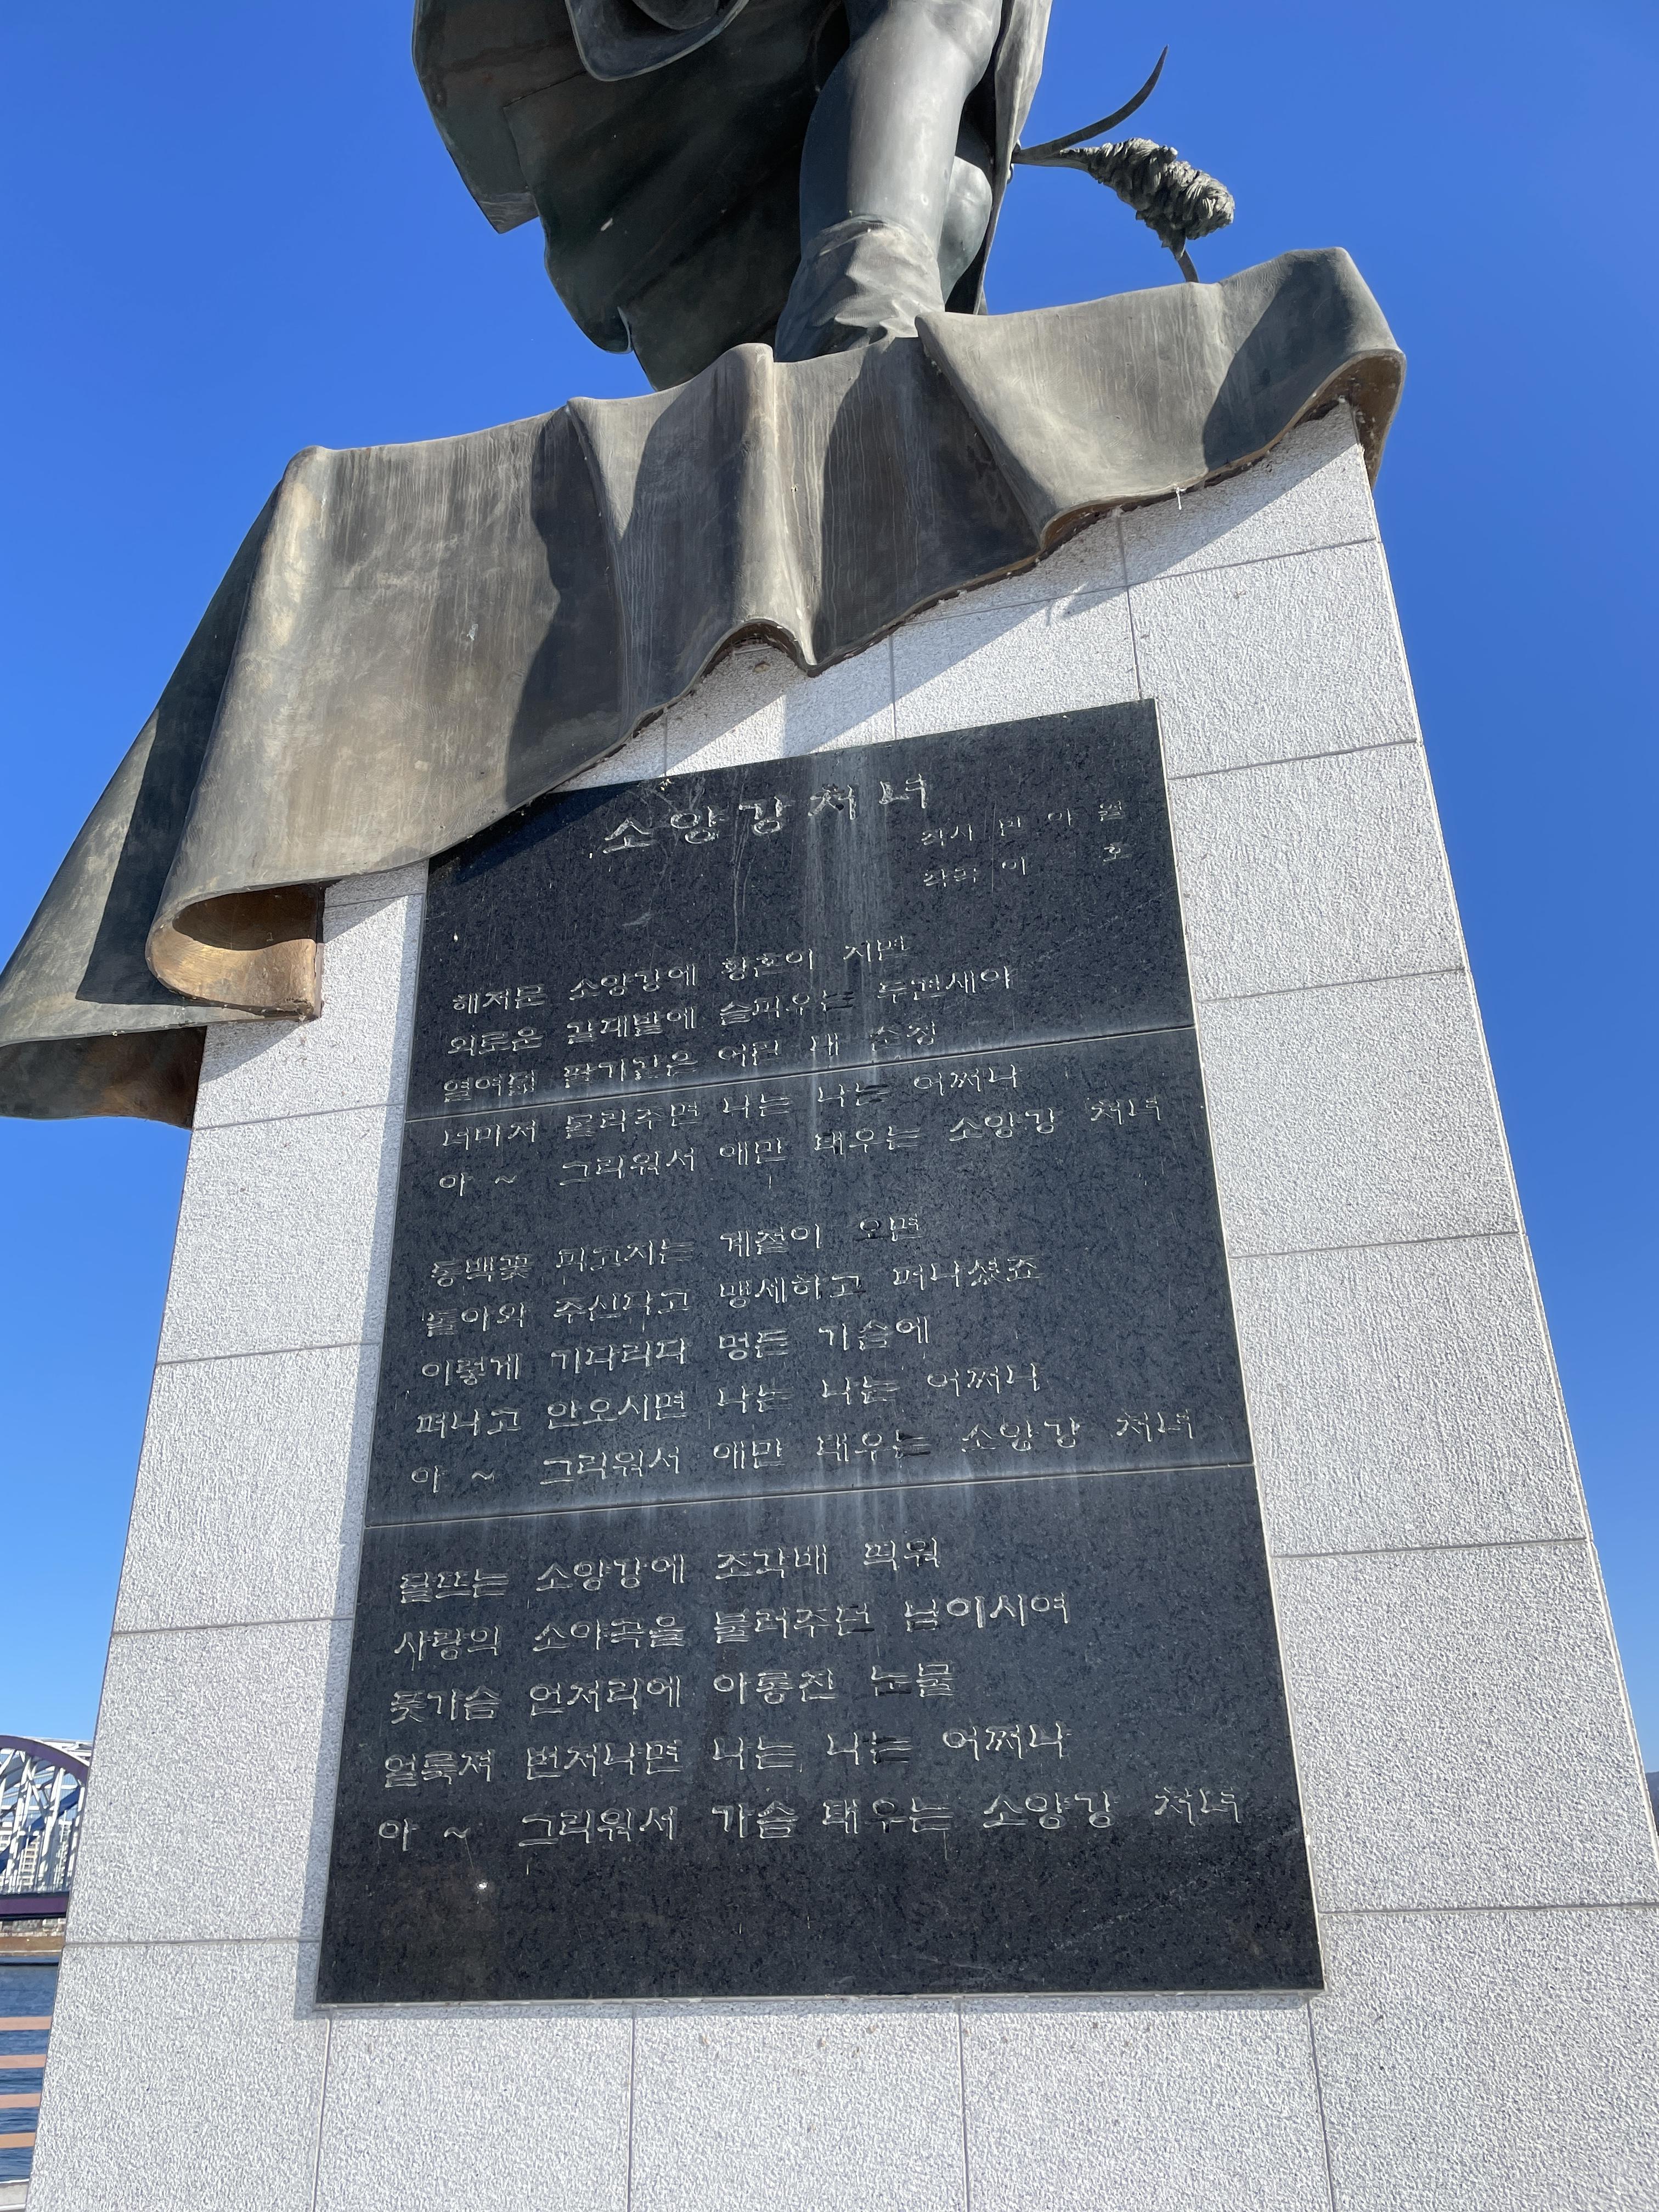 소양강 처녀
작사 | 반 야 월
작곡 | 이 호
해저문 소양강에 황혼이 지면
외로운 갈대밭에 슬피우는 두견새야
열여덟 딸기같은 어린 내 순정
너마저 몰라주면 나는 나는 어쩌나
아 ~ 그리워서 애만 태우는 소양강 처녀
동백꽃 피고지는 계절이 오면
돌아와 주신다고 맹세하고 떠나셨죠
이렇게 기다리다 멍든 가슴에
떠나고 안오시면 나는 나는 어쩌나
아 ~ 그리워서 애만 태우는 소양강 처녀
달뜨는 소양강에 조각배 띄워
사랑의 소야곡을 불러주던 님이시여
풋가슴 언저리에 아롱진 눈물
얼룩져 번져나면 나는 나는 어쩌나
아 ~ 그리워서 가슴 태우는 소양강 처녀